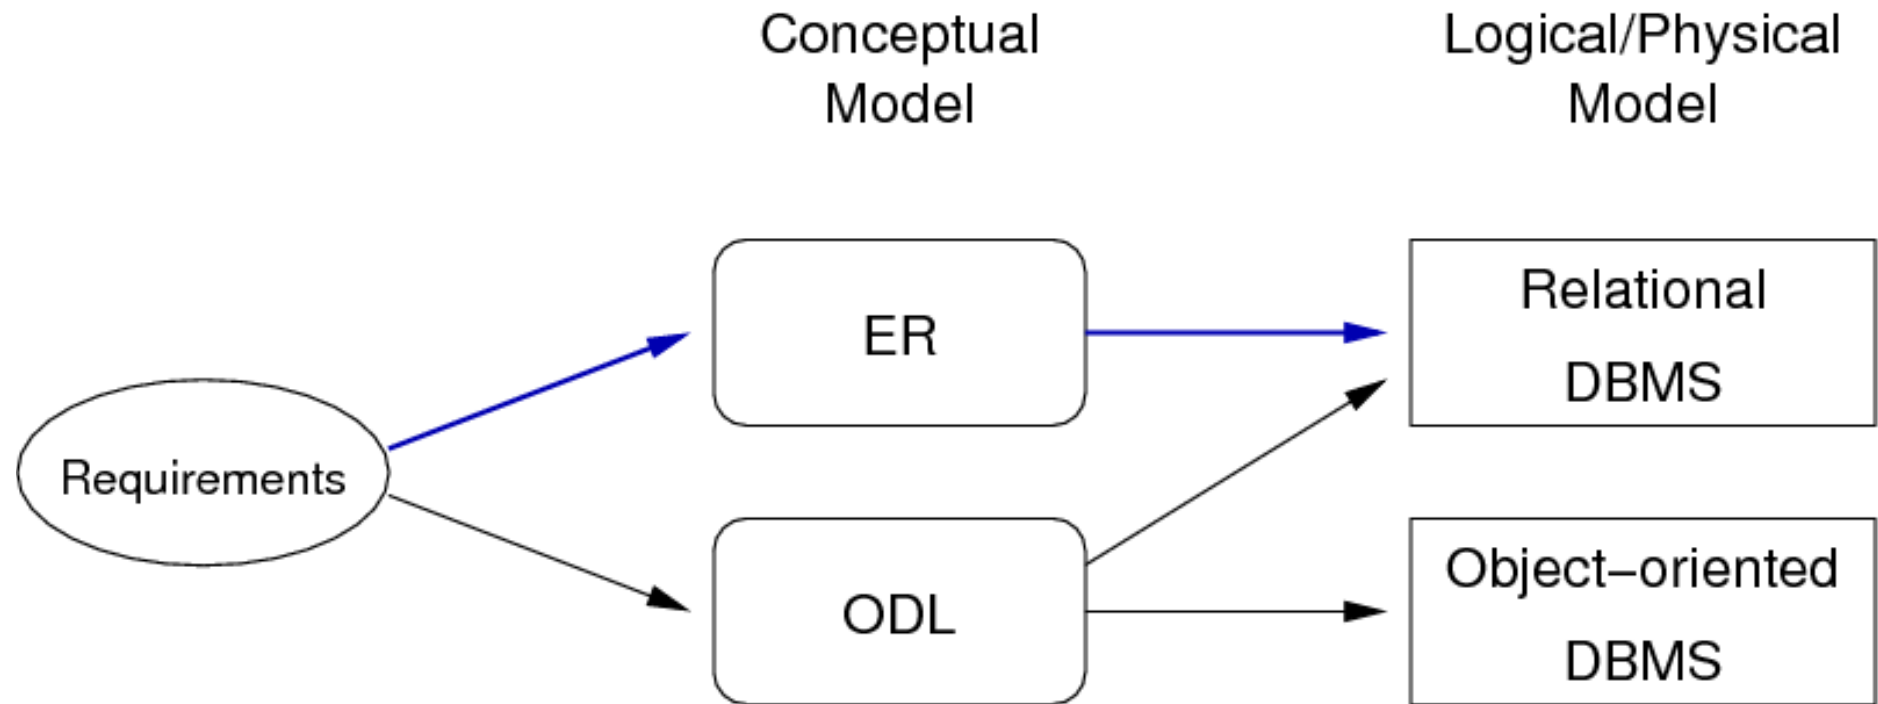 Conceptual
Model
Logical/Physical
Model
Requirements
ER
Relational
DBMS
ODL
Object−oriented
DBMS